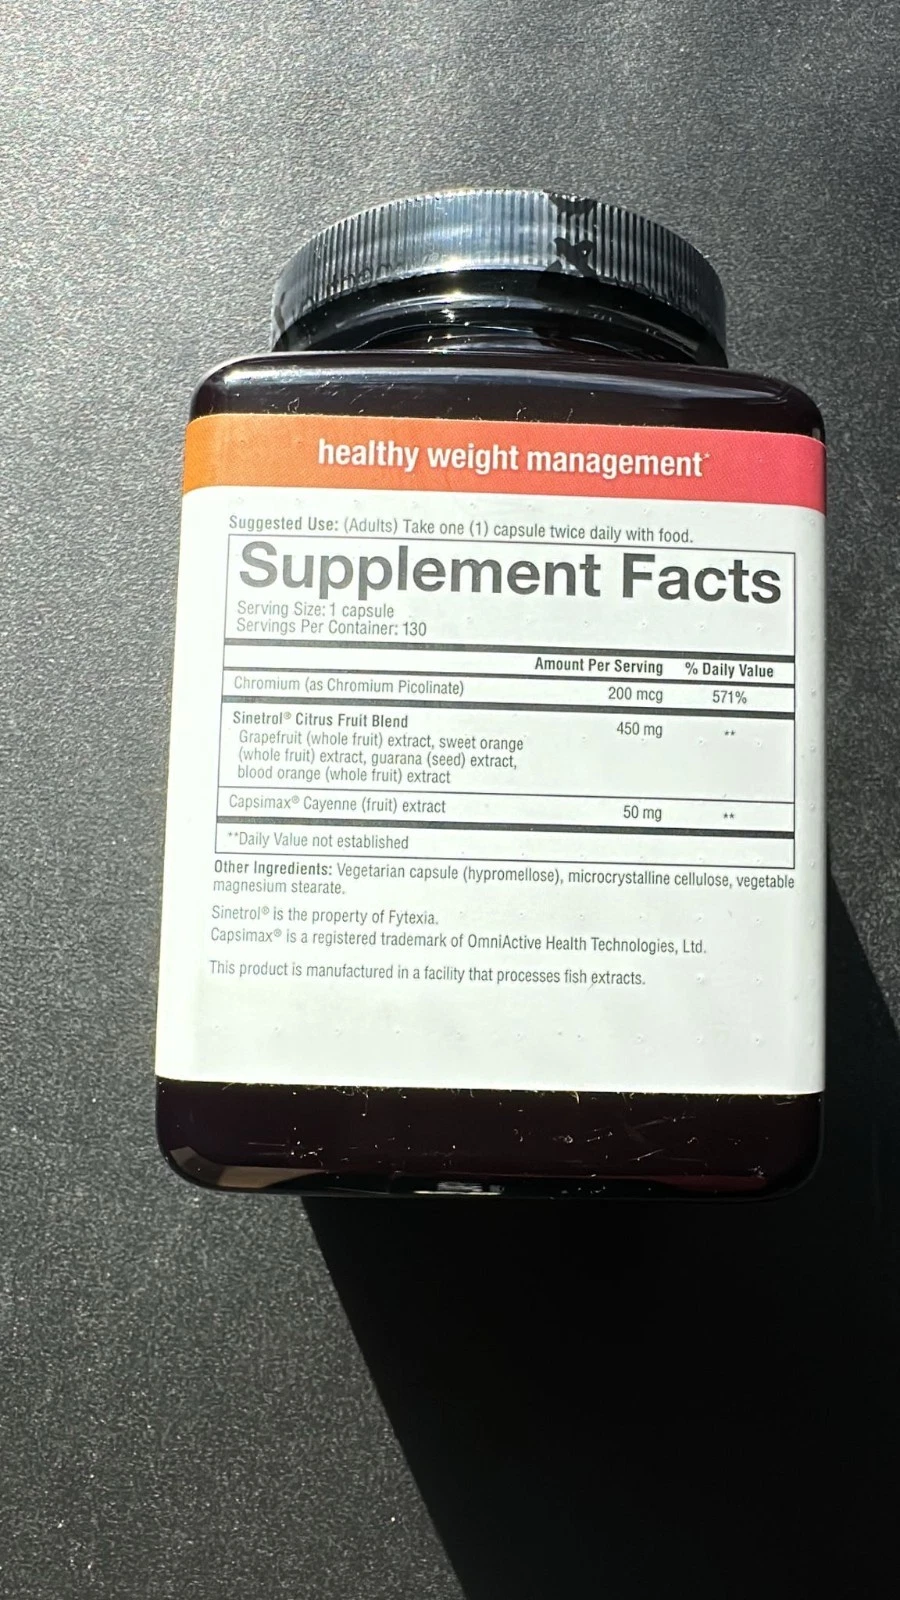 healthy weight management*
Suggested Use: (Adults) Take one (1) capsule twice daily with food.
Supplement Facts
Serving Size: 1 capsule
Servings Per Container: 130
Amount Per Serving % Daily Value
Chromium (as Chromium Picolinate) 200 mcg 571%
Sinetrol® Citrus Fruit Blend 450 mg **
Grapefruit (whole fruit) extract, sweet orange
(whole fruit) extract, guarana (seed) extract,
blood orange (whole fruit) extract
Capsimax® Cayenne (fruit) extract 50 mg **
**Daily Value not established
Other Ingredients: Vegetarian capsule (hypromellose), microcrystalline cellulose, vegetable
magnesium stearate.
Sinetrol® is the property of Fytexia.
Capsimax® is a registered trademark of OmniActive Health Technologies, Ltd.
This product is manufactured in a facility that processes fish extracts.